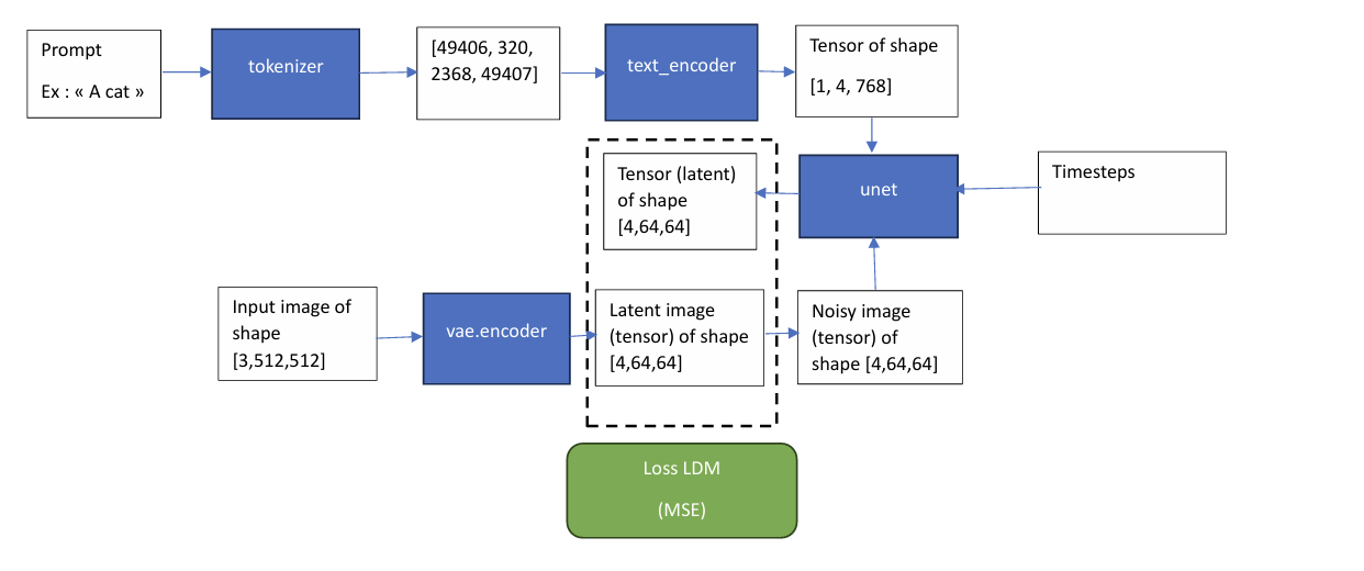 Prompt
Ex : « A cat »
tokenizer
[49406, 320,
2368, 49407]
text_encoder
Tensor of shape
[1, 4, 768]
Tensor (latent)
of shape
[4,64,64]
unet
Timesteps
Input image of
shape
[3,512,512]
vae.encoder
Latent image
(tensor) of shape
[4,64,64]
Noisy image
(tensor) of
shape [4,64,64]
Loss LDM
(MSE)